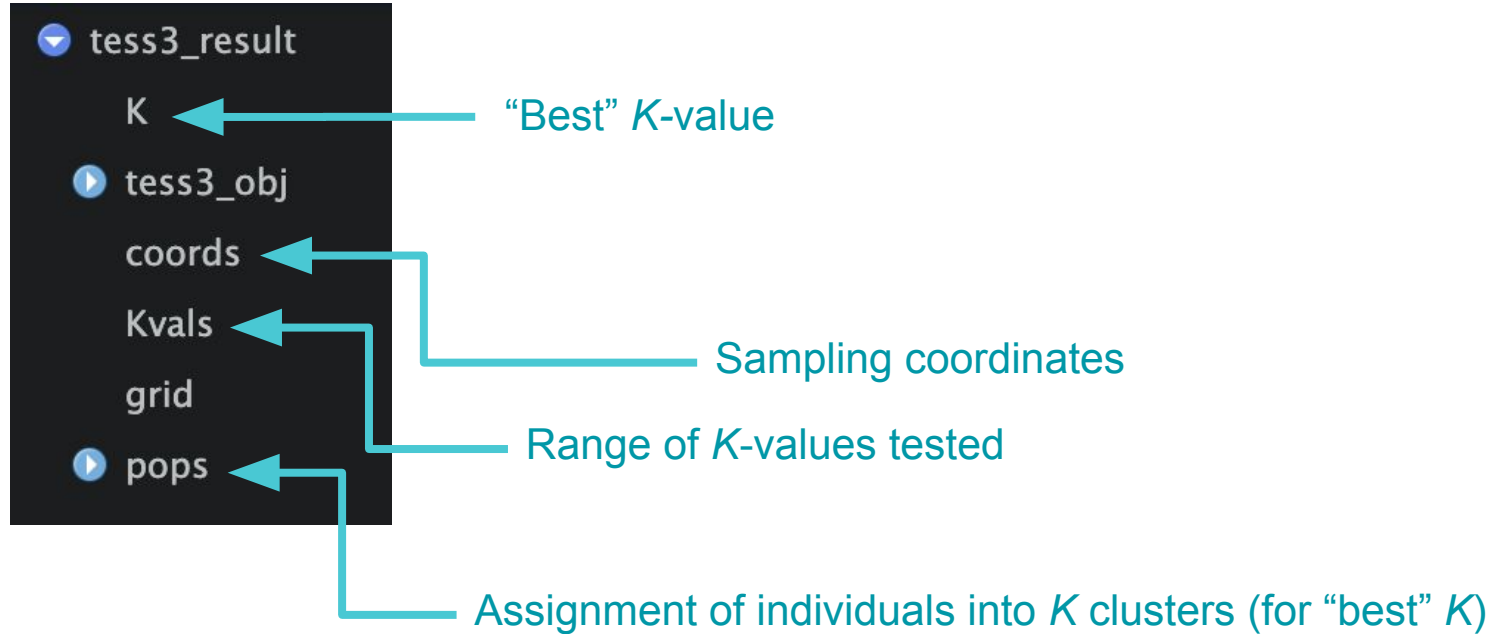 tess3_result
K
“Best” K-value
tess3_obj
coords
Kvals
Sampling coordinates
grid
Range of K-values tested
pops
Assignment of individuals into K clusters (for “best” K)